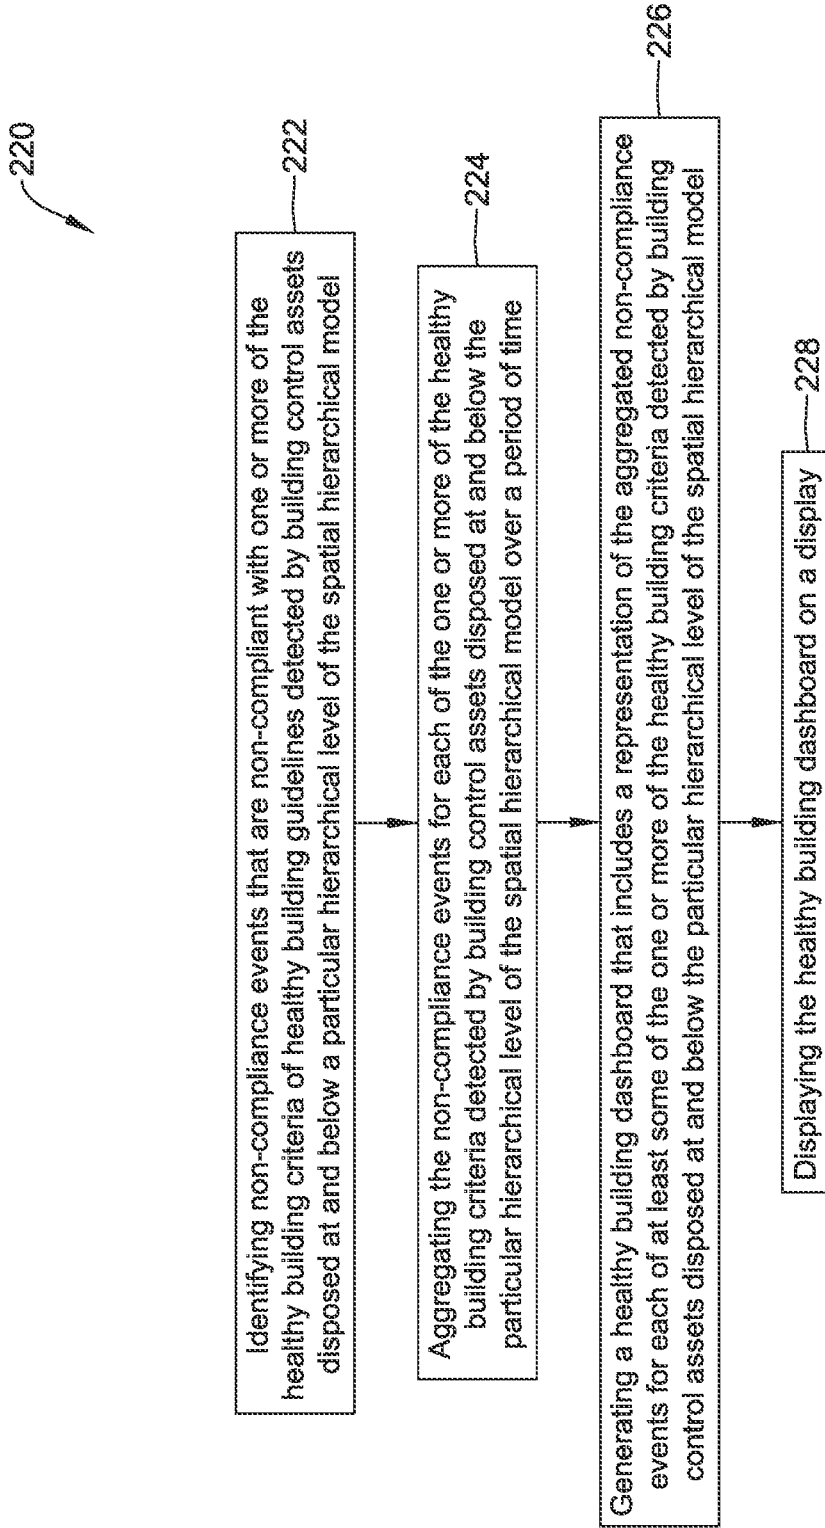 220
Identifying non-compliance events that are non-compliant with one or more of the
healthy building criteria of healthy building guidelines detected by building control assets
disposed at and below a particular hierarchical level of the spatial hierarchical model
222
Aggregating the non-compliance events for each of the one or more of the healthy
building criteria detected by building control assets disposed at and below the
particular hierarchical level of the spatial hierarchical model over a period of time
224
Generating a healthy building dashboard that includes a representation of the aggregated non-compliance
events for each of at least some of the one or more of the healthy building criteria detected by building
control assets disposed at and below the particular hierarchical level of the spatial hierarchical model
226
Displaying the healthy building dashboard on a display
228